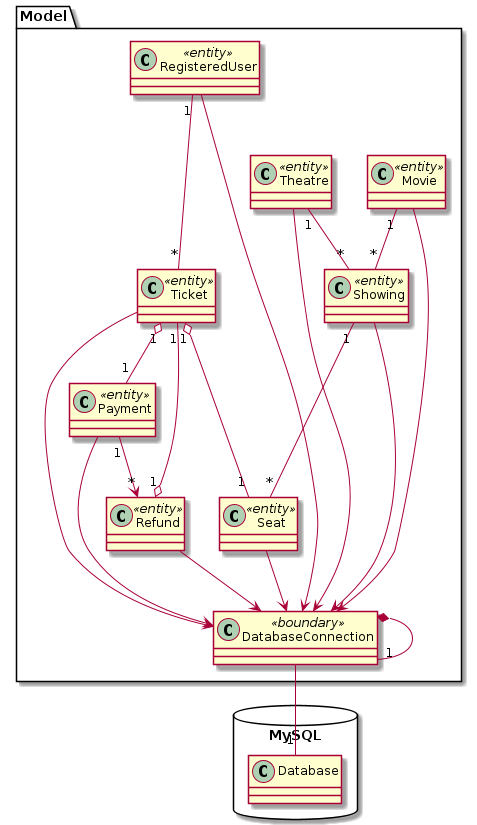 Model
C «entity»
RegisteredUser
1
C «entity»
Theatre
C «entity»
Movie
1
1
*
*
*
C «entity»
Ticket
C «entity»
Showing
1
1
1
1
1
C «entity»
Payment
1
*
1
1
*
C «entity»
Refund
C «entity»
Seat
C «boundary»
DatabaseConnection
1
MySQL
1
C Database